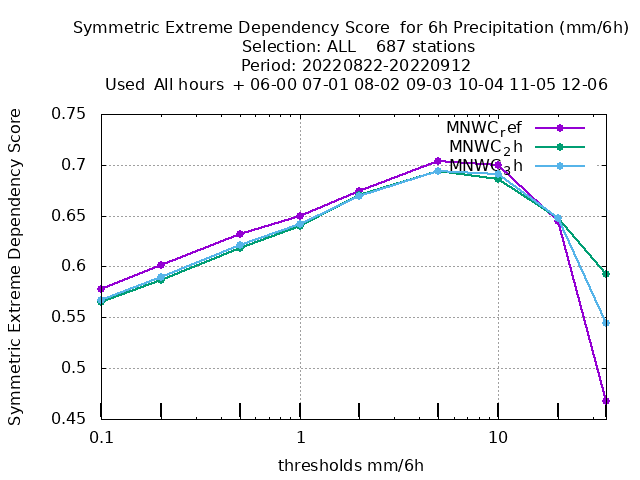 Symmetric Extreme Dependency Score  for 6h Precipitation (mm/6h)
Selection: ALL    687 stations
Period: 20220822-20220912
Used  All hours  + 06-00 07-01 08-02 09-03 10-04 11-05 12-06
Symmetric Extreme Dependency Score
0.75
0.7
0.65
0.6
0.55
0.5
0.45
MNWCref
MNWC2h
MNWC3h
0.1
1
10
thresholds mm/6h